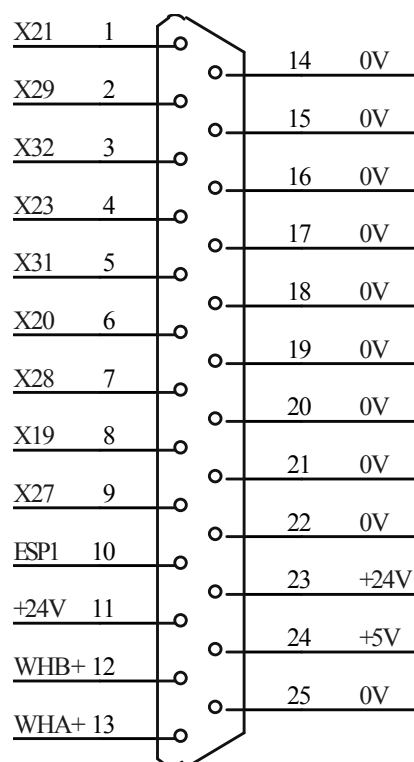 X21 1
14 0V
X29 2
15 0V
X32 3
16 0V
X23 4
17 0V
X31 5
18 0V
X20 6
19 0V
X28 7
20 0V
X19 8
21 0V
X27 9
22 0V
ESP1 10
23 +24V
+24V 11
24 +5V
WHB+ 12
25 0V
WHA+ 13